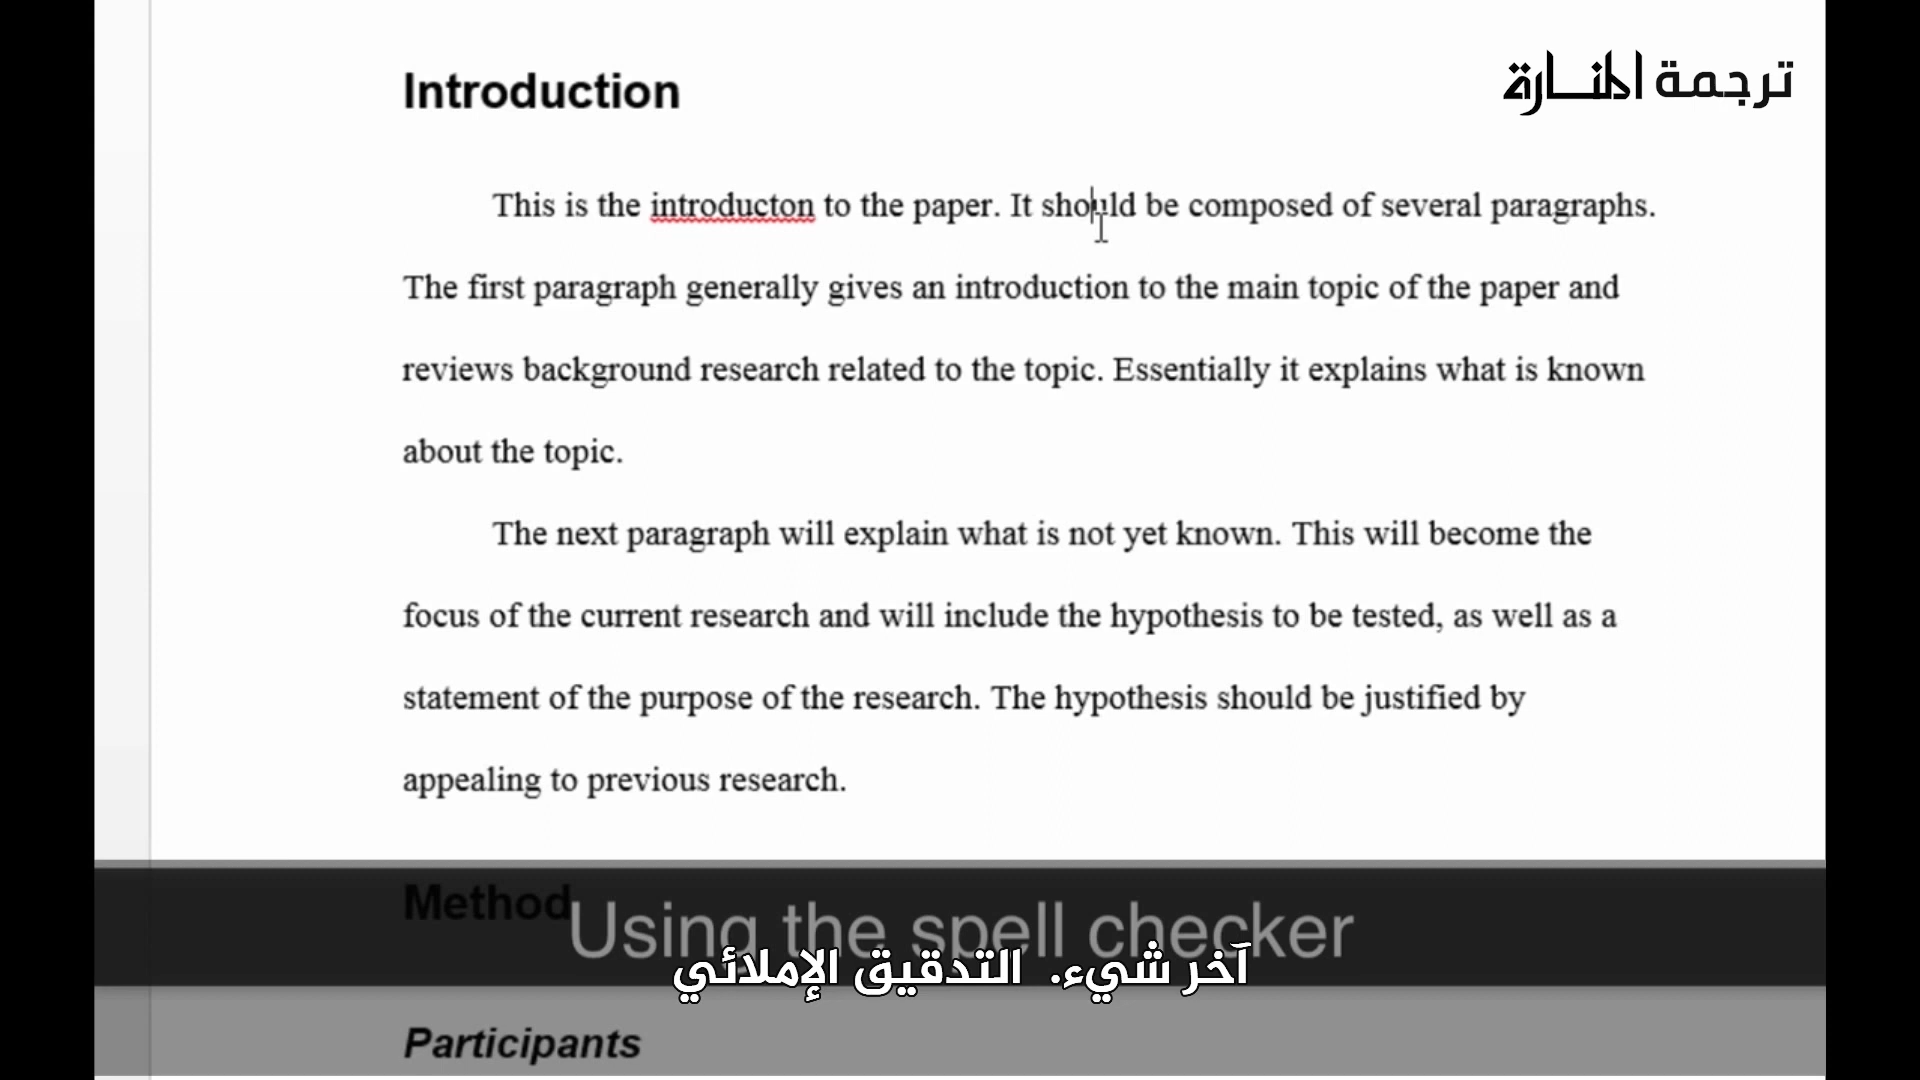 Introduction
ترجمة المنارة
This is the introducton to the paper. It should be composed of several paragraphs.
The first paragraph generally gives an introduction to the main topic of the paper and
reviews background research related to the topic. Essentially it explains what is known
about the topic.
The next paragraph will explain what is not yet known. This will become the
focus of the current research and will include the hypothesis to be tested, as well as a
statement of the purpose of the research. The hypothesis should be justified by
appealing to previous research.
Method
Using the spell checker
آخر شيء. التدقيق الإملائي
Participants